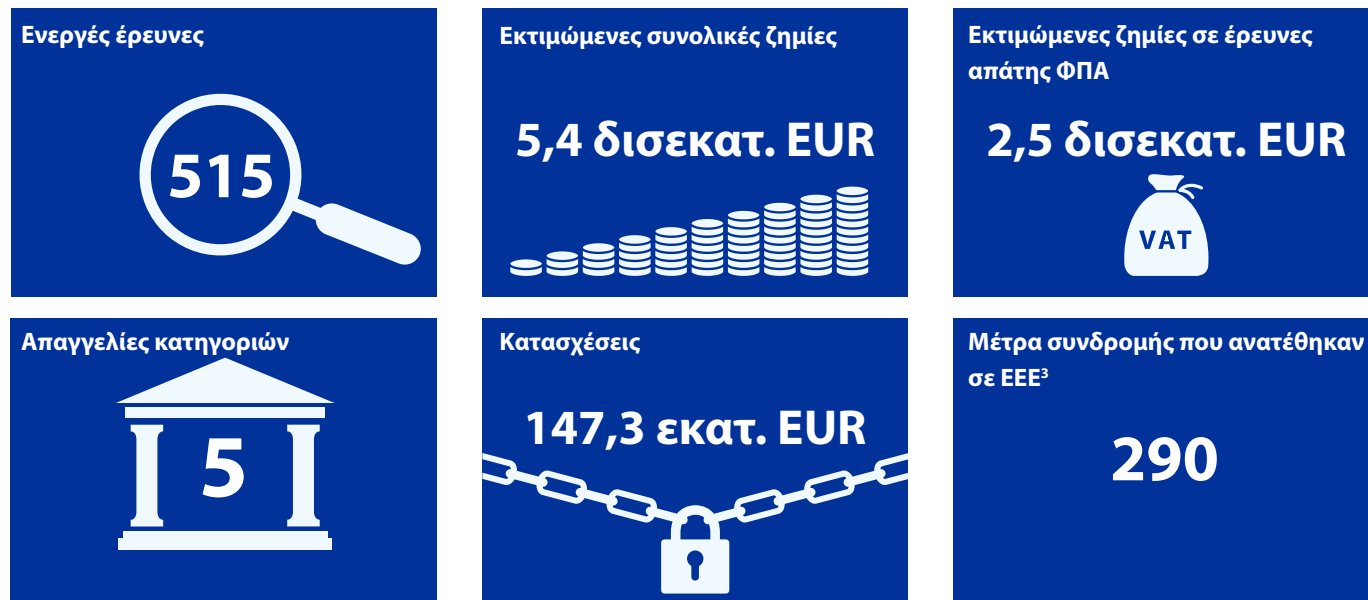 Ενεργές έρευνες
515
Εκτιμώμενες συνολικές ζημίες
5,4 δισεκατ. EUR
Εκτιμώμενες ζημίες σε έρευνες
απάτης ΦΠΑ
2,5 δισεκατ. EUR
VAT
Απαγγελίες κατηγοριών
5
Κατασχέσεις
147,3 εκατ. EUR
Μέτρα συνδρομής που ανατέθηκαν
σε ΕΕΕ³
290